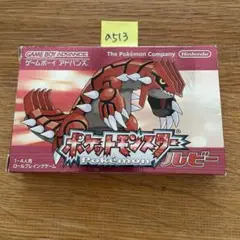 a513
GAME BOY ADVANCE
ゲームボーイ アドバンス
The Pokémon Company
Nintendo
ポケットモンスター
Pokémon
ルビー
1~4人用
ロールプレイングゲーム